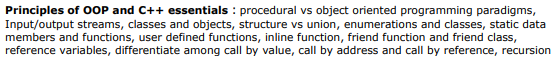 Principles of OOP and C++ essentials : procedural vs object oriented programming paradigms,
Input/output streams, classes and objects, structure vs union, enumerations and classes, static data
members and functions, user defined functions, inline function, friend function and friend class,
reference variables, differentiate among call by value, call by address and call by reference, recursion